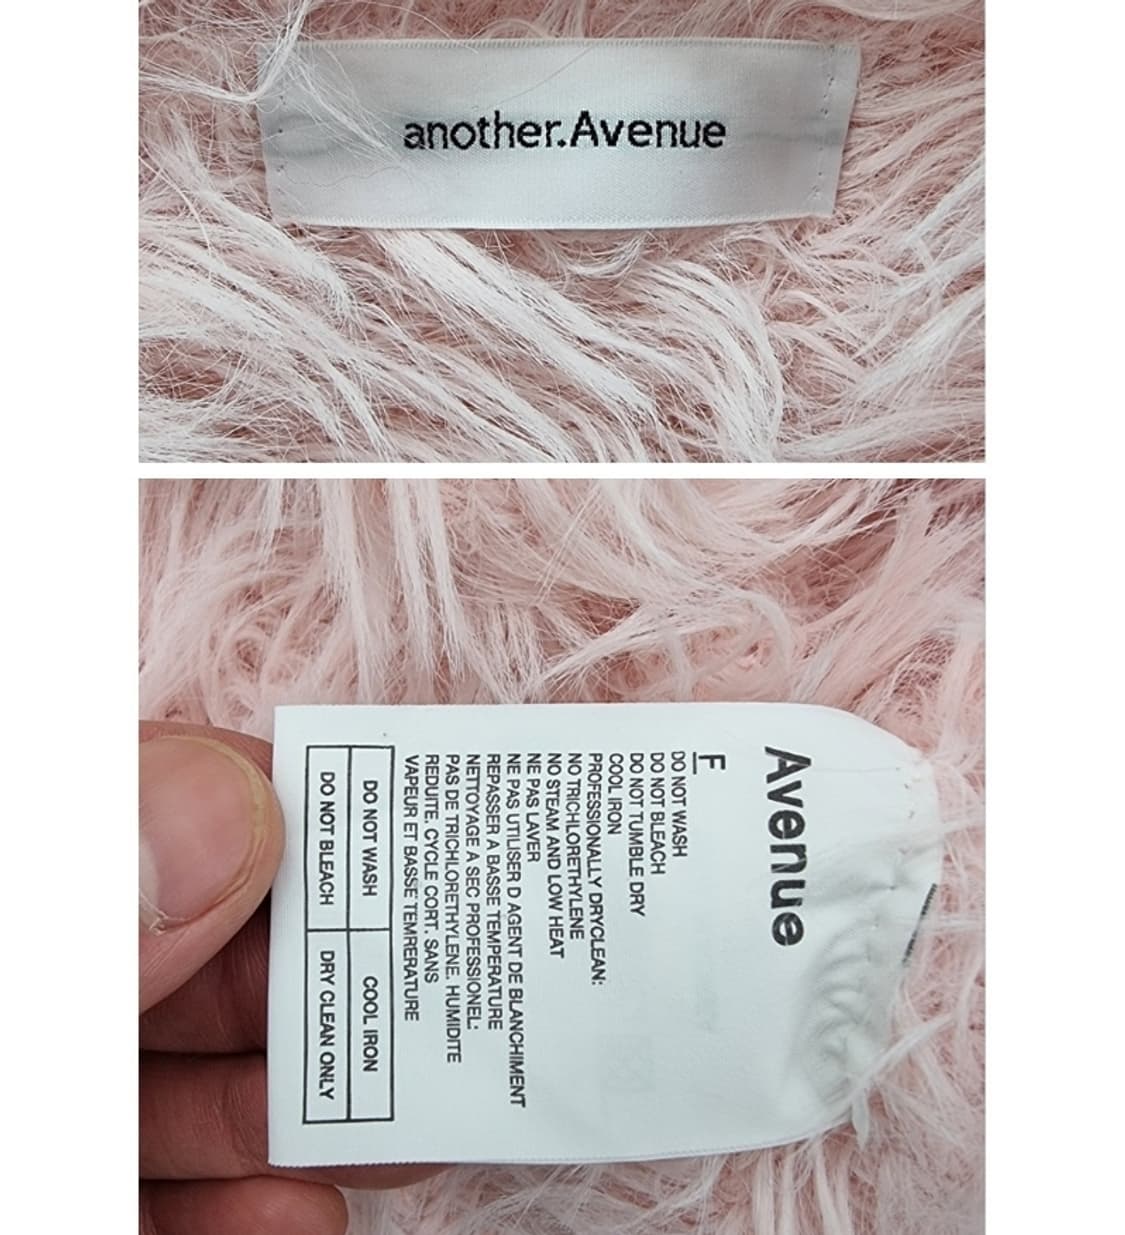 another.Avenue
Avenue
F
DO NOT WASH
DO NOT BLEACH
DO NOT TUMBLE DRY
COOL IRON
PROFESSIONALLY DRYCLEAN:
NO TRICHLORETHYLENE
NO STEAM AND LOW HEAT
NE PAS LAVER
NE PAS UTILISER D AGENT DE BLANCHIMENT
REPASSER A BASSE TEMPERATURE
NETTOYAGE A SEC PROFESSIONEL:
PAS DE TRICHLORETHYLENE. HUMIDITE
REDUITE. CYCLE CORT. SANS
VAPEUR ET BASSE TEMRERATURE
DO NOT WASH COOL IRON
DO NOT BLEACH DRY CLEAN ONLY